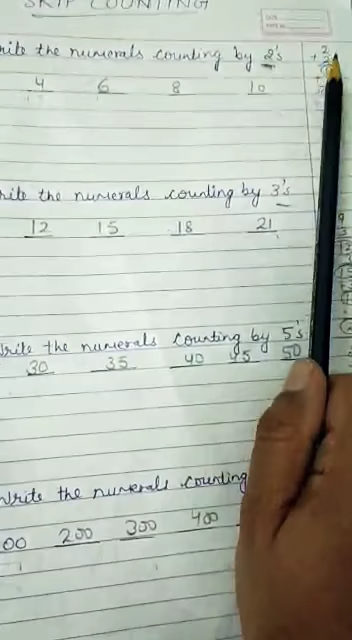 SKIP COUNTING
rite the numerals counting by 2's
4 6 8 10
rite the numerals counting by 3's
12 15 18 21
Write the numerals counting by 5's
30 35 40 45 50
Write the numerals counting
00 200 300 400